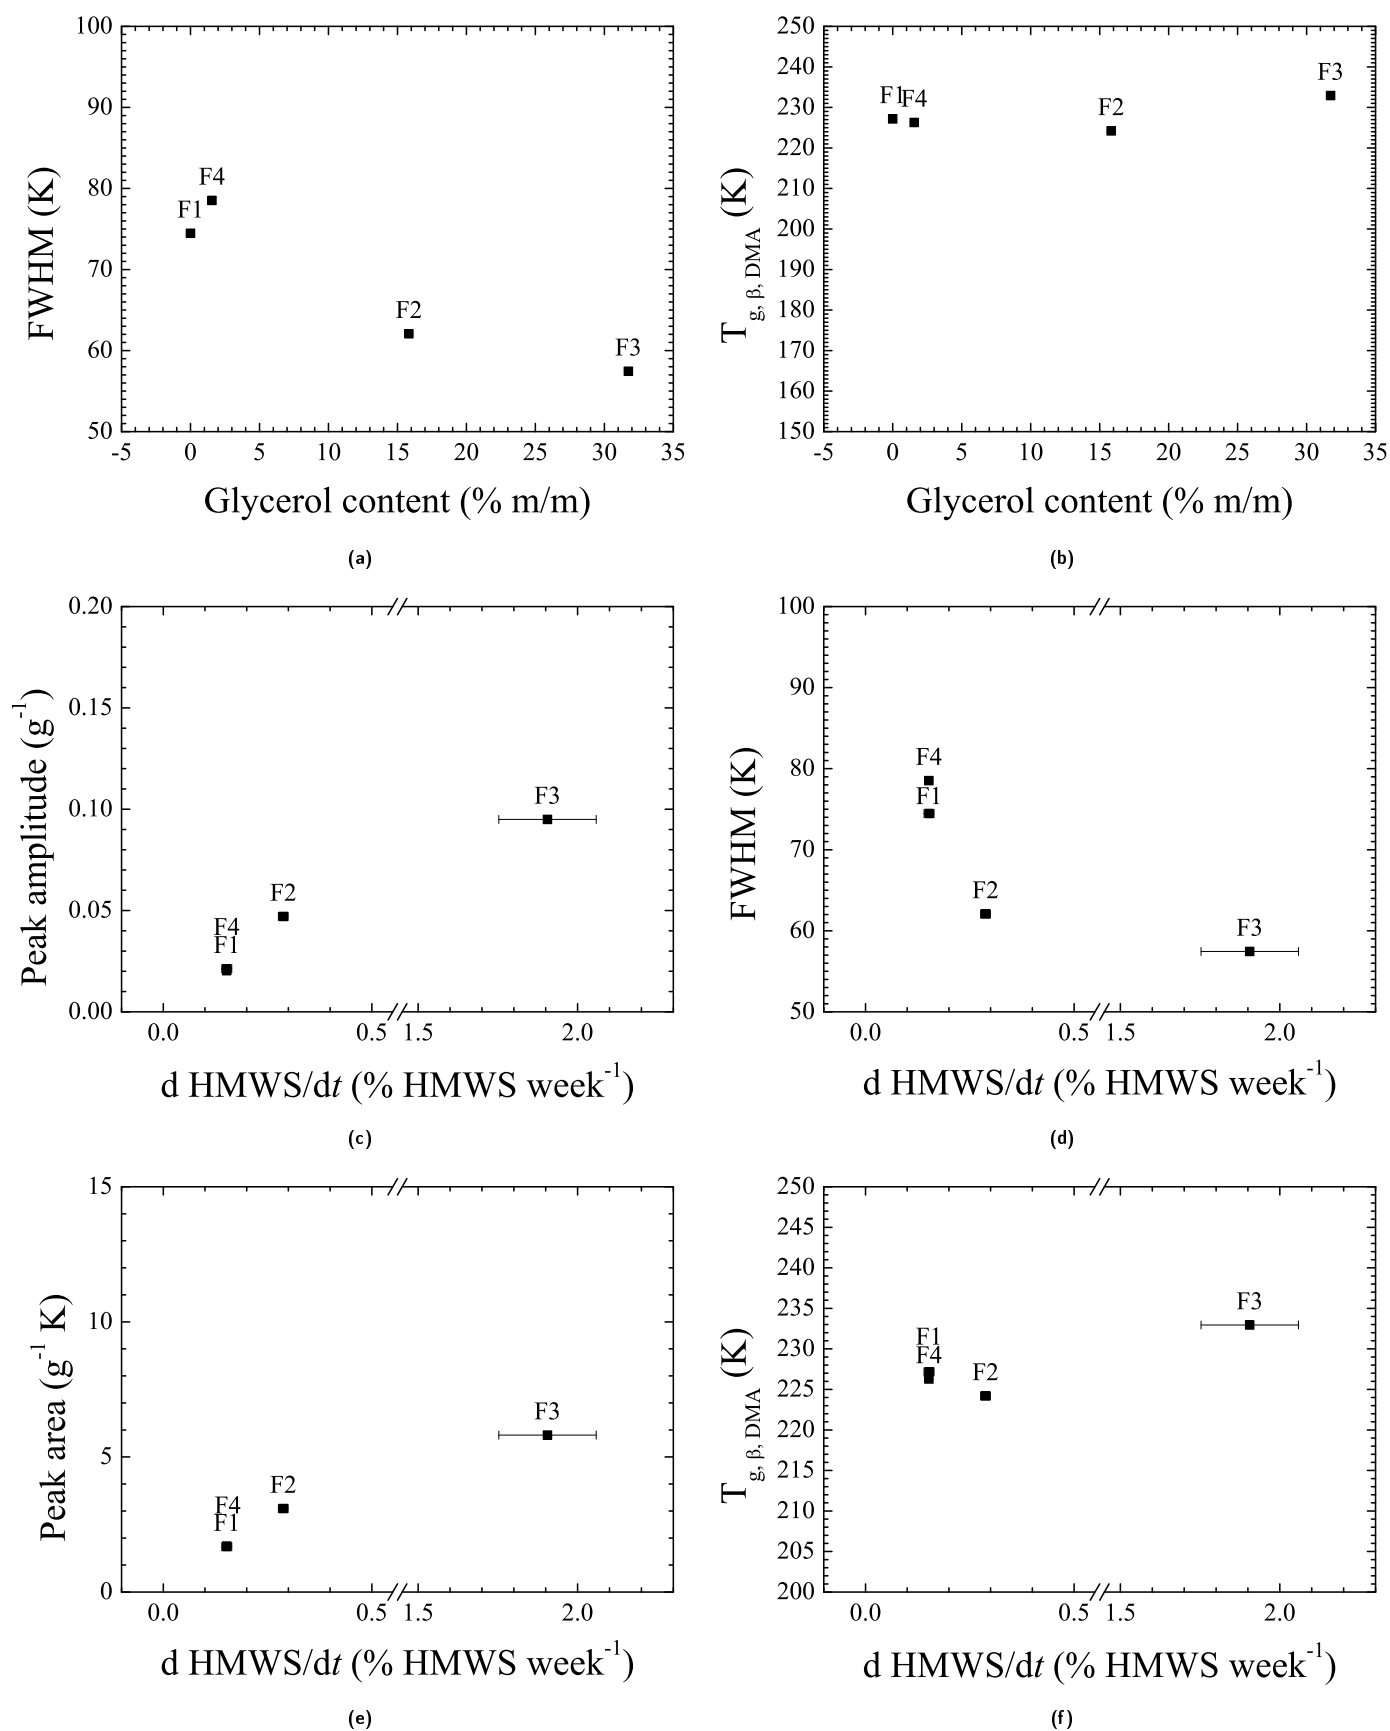 100
90
80
70
60
50
FWHM (K)
F1
F4
F2
F3
-5 0 5 10 15 20 25 30 35
Glycerol content (% m/m)
(a)
250
240
230
220
210
200
190
180
170
160
150
T g, β, DMA (K)
F1
F4
F2
F3
-5 0 5 10 15 20 25 30 35
Glycerol content (% m/m)
(b)
0.20
0.15
0.10
0.05
0.00
Peak amplitude (g⁻¹)
F4
F1
F2
F3
0.0 0.5 1.5 2.0
d HMWS/dt (% HMWS week⁻¹)
(c)
100
90
80
70
60
50
FWHM (K)
F4
F1
F2
F3
0.0 0.5 1.5 2.0
d HMWS/dt (% HMWS week⁻¹)
(d)
15
10
5
0
Peak area (g⁻¹ K)
F4
F1
F2
F3
0.0 0.5 1.5 2.0
d HMWS/dt (% HMWS week⁻¹)
(e)
250
245
240
235
230
225
220
215
210
205
200
T g, β, DMA (K)
F1
F4
F2
F3
0.0 0.5 1.5 2.0
d HMWS/dt (% HMWS week⁻¹)
(f)